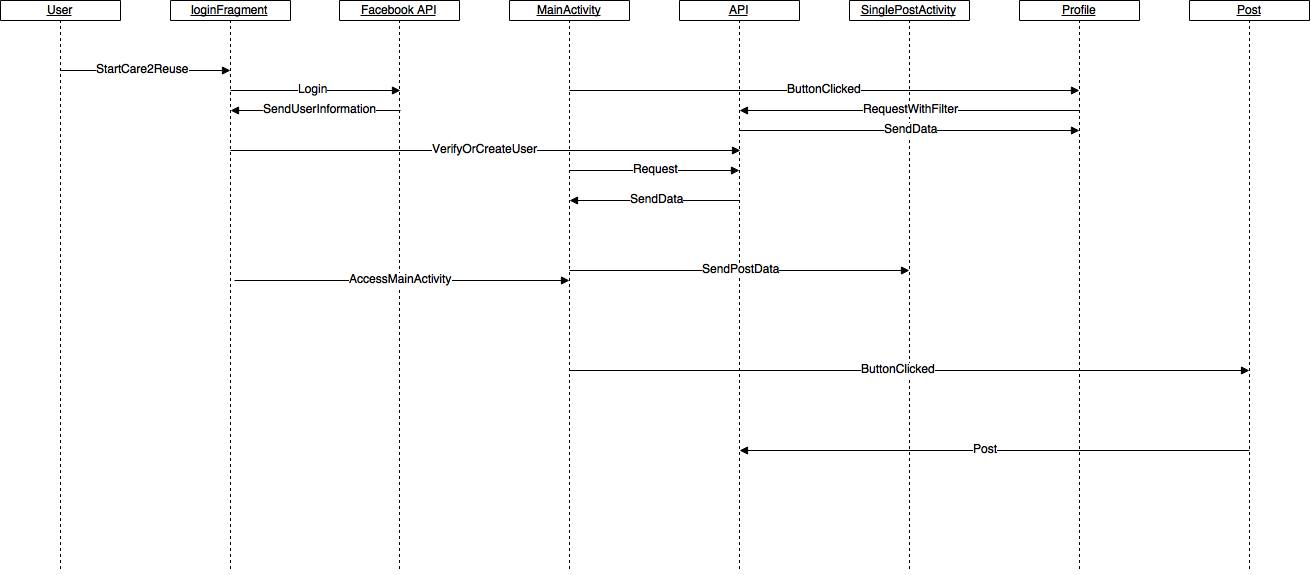 User
loginFragment
Facebook API
MainActivity
API
SinglePostActivity
Profile
Post
StartCare2Reuse
Login
ButtonClicked
SendUserInformation
RequestWithFilter
SendData
VerifyOrCreateUser
Request
SendData
SendPostData
AccessMainActivity
ButtonClicked
Post